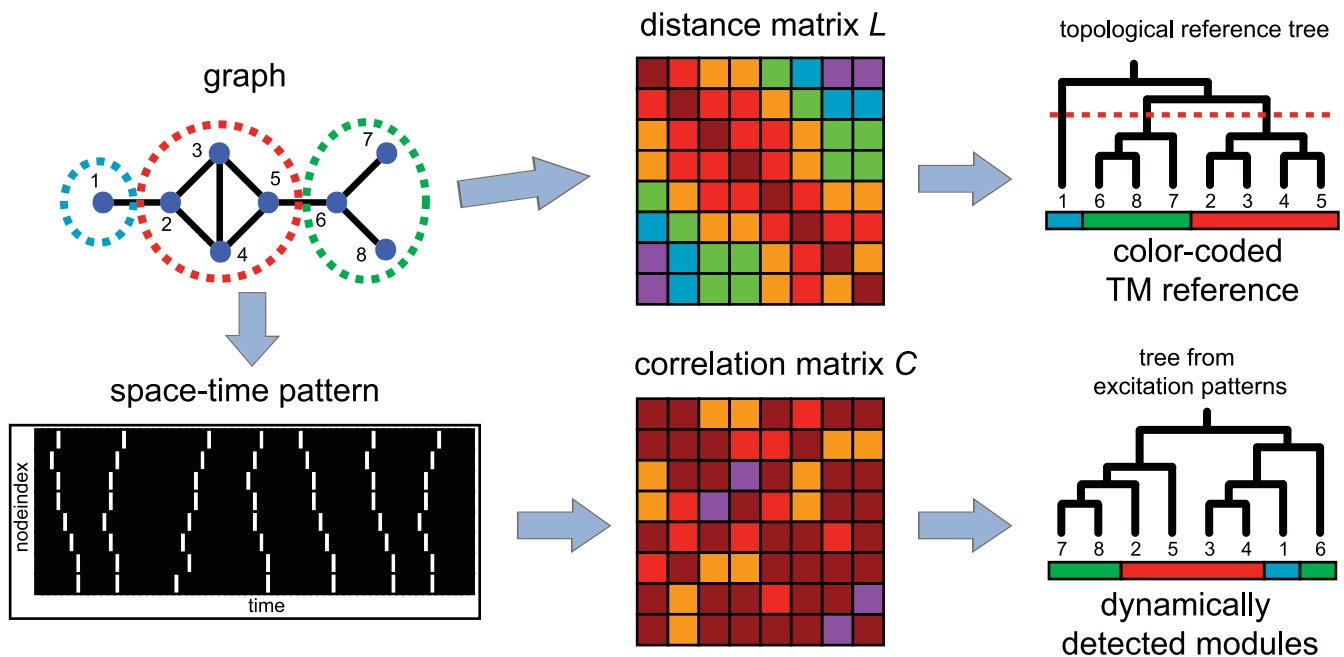 graph
1
2
3
4
5
6
7
8
distance matrix L
topological reference tree
1 6 8 7 2 3 4 5
color-coded
TM reference
space-time pattern
nodeindex
time
correlation matrix C
tree from
excitation patterns
7 8 2 5 3 4 1 6
dynamically
detected modules